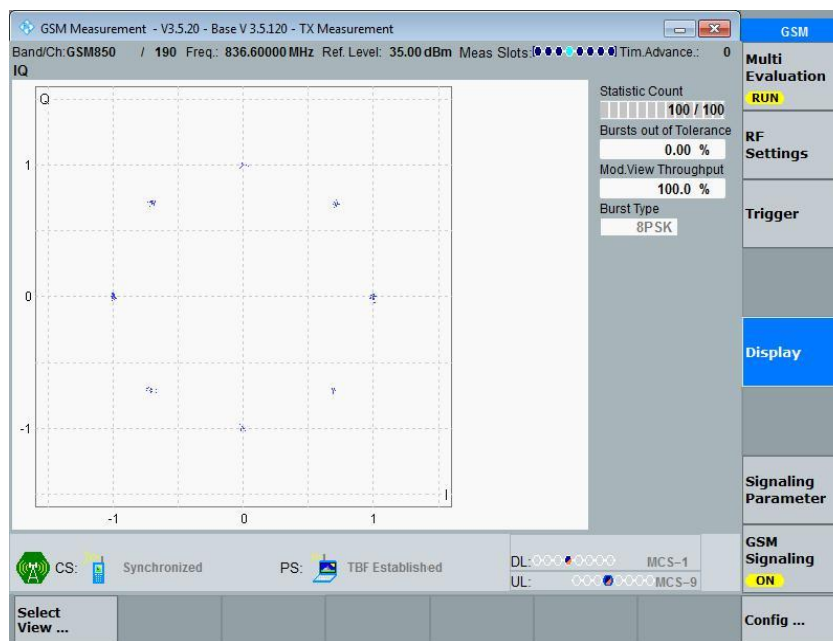 GSM Measurement - V3.5.20 - Base V 3.5.120 - TX Measurement
GSM
Band/Ch:GSM850 / 190 Freq.: 836.60000 MHz Ref. Level: 35.00 dBm Meas Slots: Tim.Advance.: 0
IQ
Multi
Evaluation
RUN
RF
Settings
Trigger
Display
Signaling
Parameter
GSM
Signaling
ON
Config ...
Statistic Count
100 / 100
Bursts out of Tolerance
0.00 %
Mod.View Throughput
100.0 %
Burst Type
8PSK
Q
1
0
-1
I
-1 0 1
CS: Synchronized PS: TBF Established
DL: MCS-1
UL: MCS-9
Select
View ...